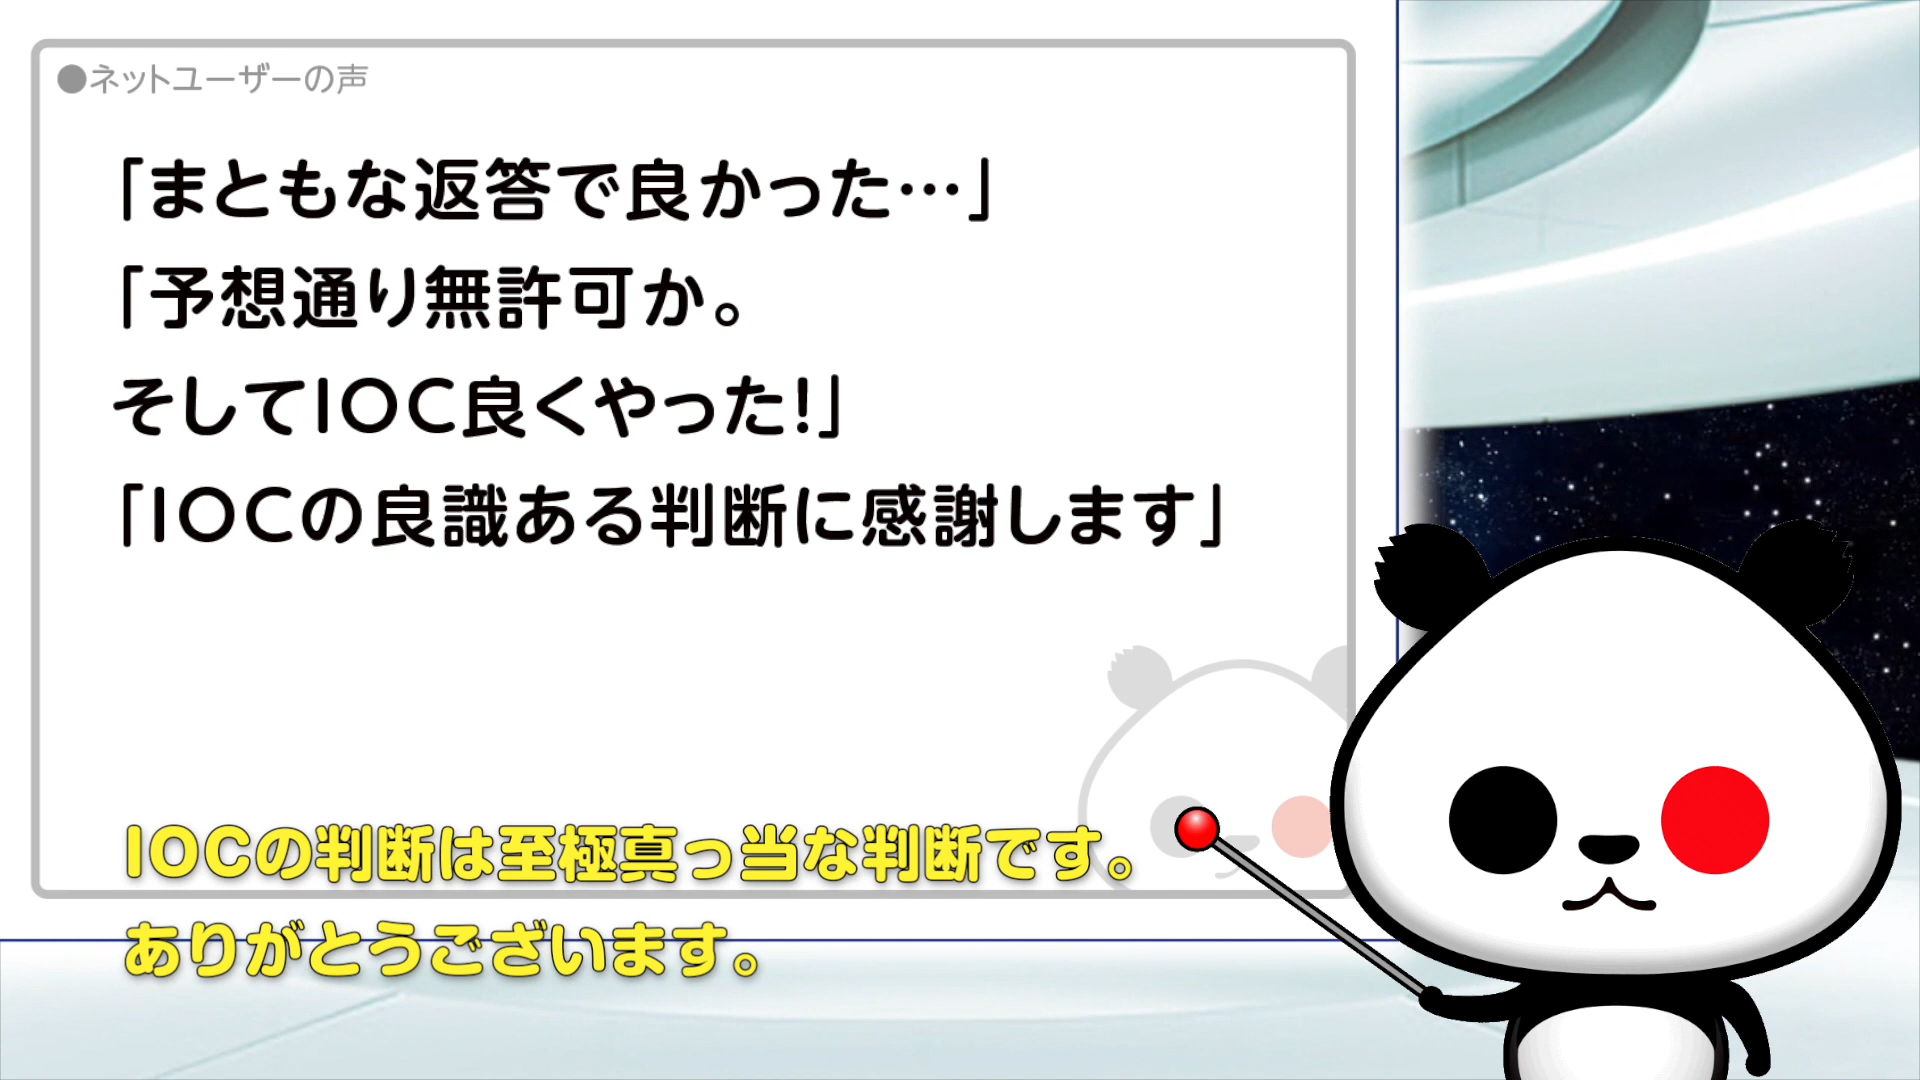 ●ネットユーザーの声
「まともな返答で良かった…」
「予想通り無許可か。
そしてIOC良くやった!」
「IOCの良識ある判断に感謝します」
IOCの判断は至極真っ当な判断です。
ありがとうございます。